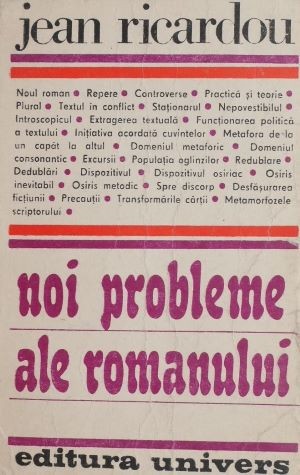 jean ricardou
Noul roman • Repere • Controverse • Practică și teorie •
Plural • Textul în conflict • Staționarul • Nepovestibilul •
Introscopicul • Extragerea textuală • Funcționarea politică
a textului • Inițiativa acordată cuvintelor • Metafora de la
un capăt la altul • Domeniul metaforic • Domeniul
consonantic • Excursii • Populația oglinzilor • Redublare •
Dedublări • Dispozitivul • Dispozitivul osiriac • Osiris
inevitabil • Osiris metodic • Spre discorp • Desfășurarea
ficțiunii • Precauții • Transformările cărții • Metamorfozele
scriptorului •
noi probleme
ale romanului
editura univers